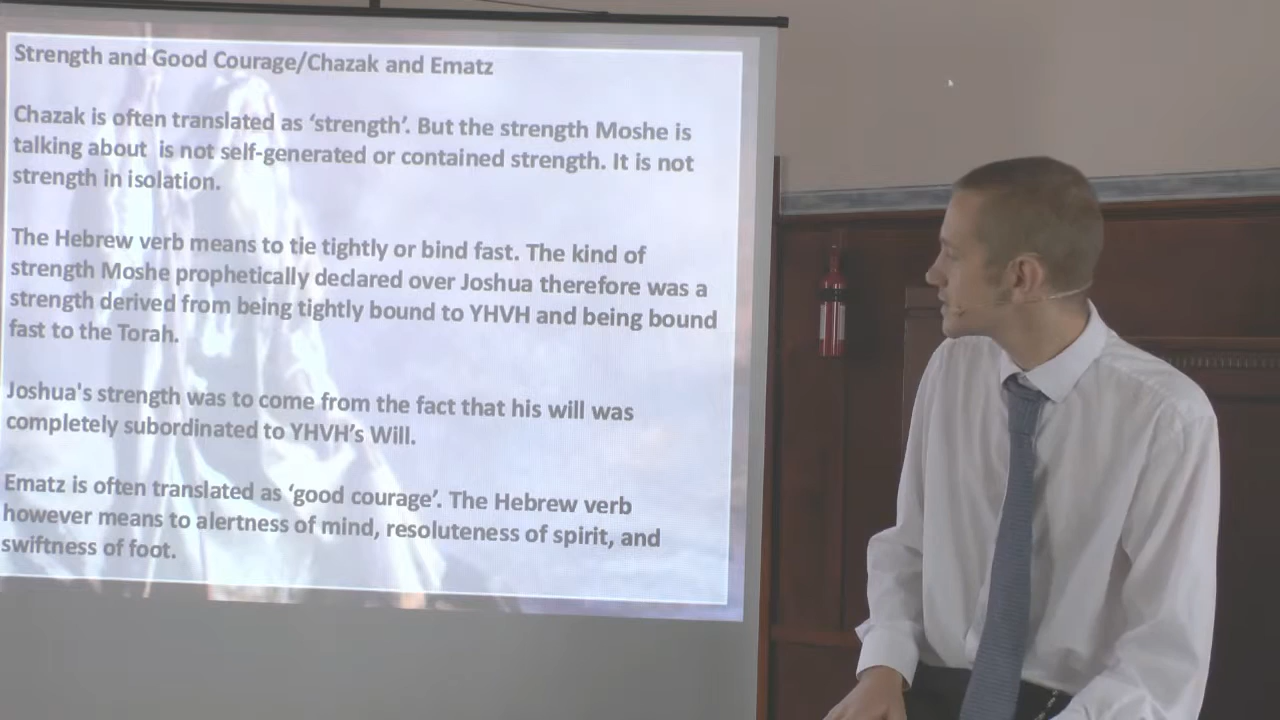 Strength and Good Courage/Chazak and Ematz
Chazak is often translated as ‘strength’. But the strength Moshe is
talking about  is not self-generated or contained strength. It is not
strength in isolation.
The Hebrew verb means to tie tightly or bind fast. The kind of
strength Moshe prophetically declared over Joshua therefore was a
strength derived from being tightly bound to YHVH and being bound
fast to the Torah.
Joshua's strength was to come from the fact that his will was
completely subordinated to YHVH’s Will.
Ematz is often translated as ‘good courage’. The Hebrew verb
however means to alertness of mind, resoluteness of spirit, and
swiftness of foot.